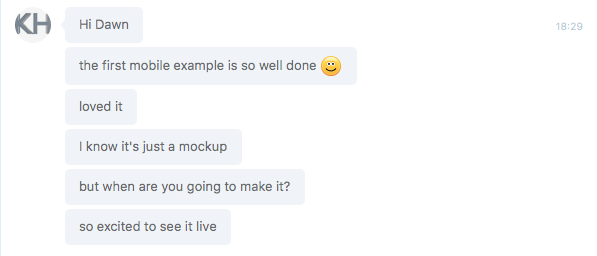 KH
Hi Dawn
18:29
the first mobile example is so well done
loved it
I know it's just a mockup
but when are you going to make it?
so excited to see it live